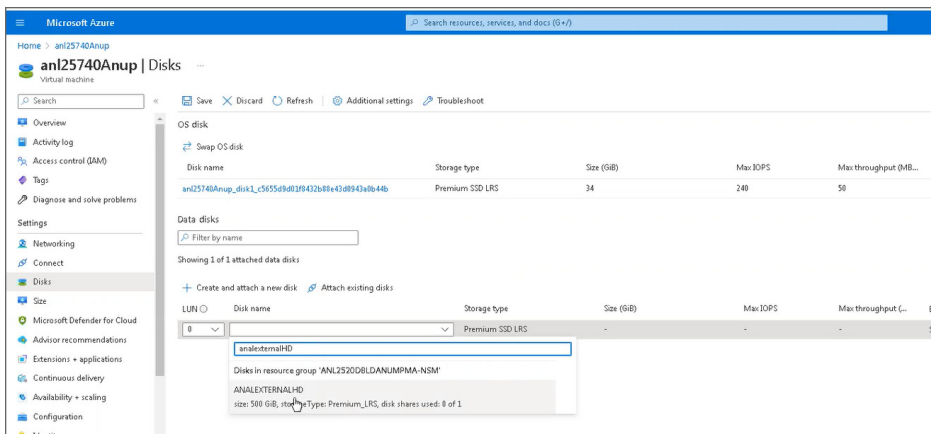 Microsoft Azure
Search resources, services, and docs (G+/)
Home > anl25740Anup
anl25740Anup | Disks ...
Virtual machine
Search
Save Discard Refresh Additional settings Troubleshoot
Overview
OS disk
Activity log
Swap OS disk
Access control (IAM)
Disk name Storage type Size (GiB) Max IOPS Max throughput (MB...
Tags
anl25740Anup_disk1_c5655d9d01f8432b80e43d0943a0b44b Premium SSD LRS 34 240 50
Diagnose and solve problems
Settings
Data disks
Networking
Filter by name
Connect
Showing 1 of 1 attached data disks
Disks
Create and attach a new disk Attach existing disks
Size
LUN Disk name Storage type Size (GiB) Max IOPS Max throughput (...
Microsoft Defender for Cloud
0 Premium SSD LRS - - -
Advisor recommendations
analexternalHD
Extensions + applications
Disks in resource group 'ANL2520D8LDANUMPMA-NSM'
Continuous delivery
ANALEXTERNALHD
Availability + scaling
size: 500 GiB, Type: Premium_LRS, disk shares used: 0 of 1
Configuration